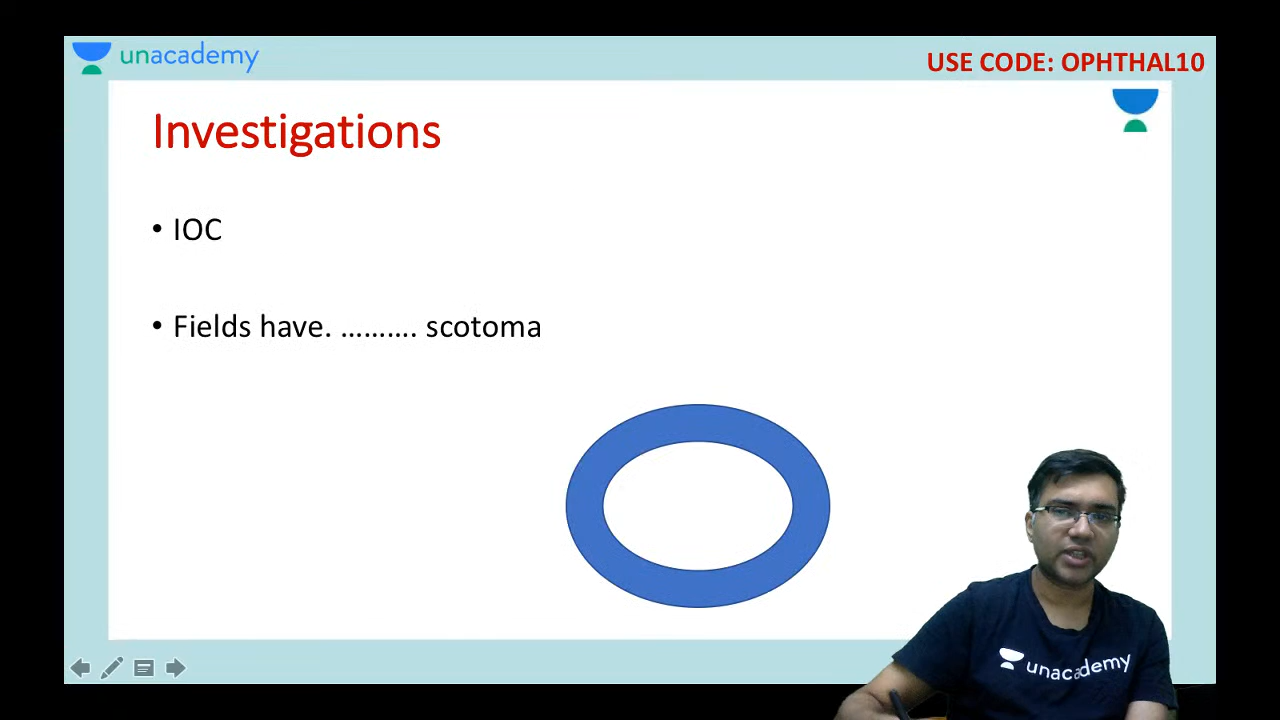 unacademy
USE CODE: OPHTHAL10
Investigations
• IOC
• Fields have. .......... scotoma
unacademy